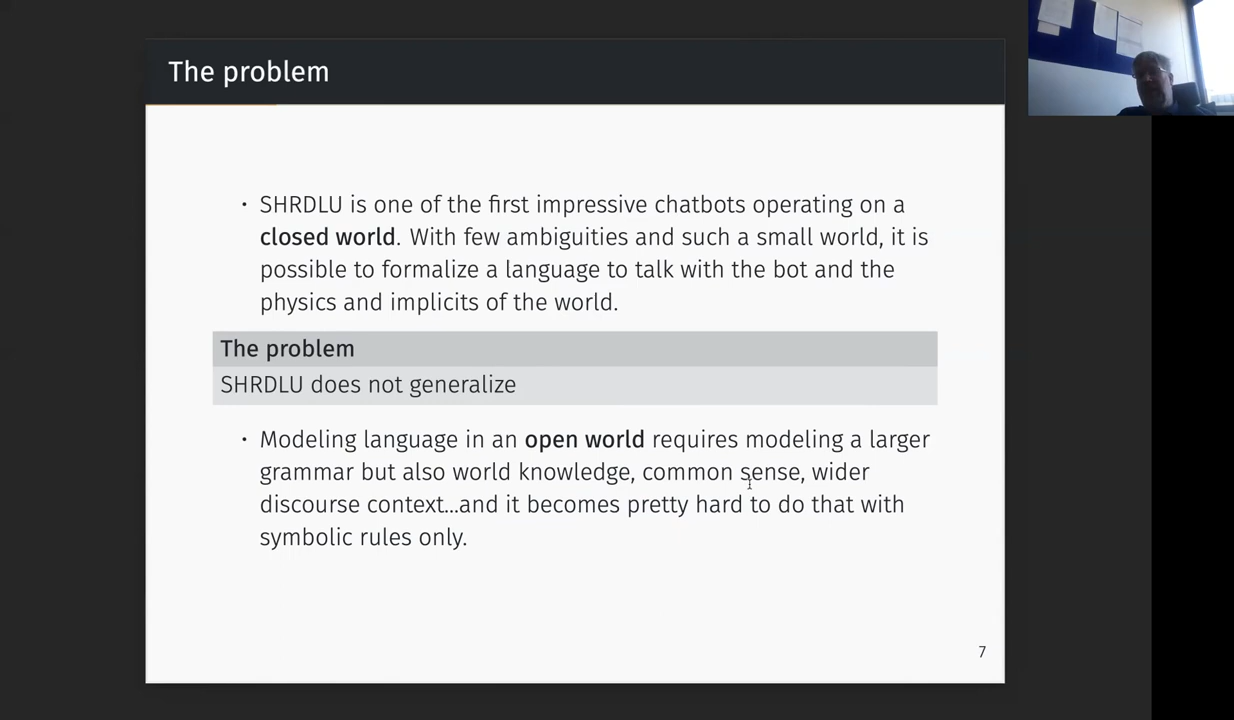 The problem
• SHRDLU is one of the first impressive chatbots operating on a
closed world. With few ambiguities and such a small world, it is
possible to formalize a language to talk with the bot and the
physics and implicits of the world.
The problem
SHRDLU does not generalize
• Modeling language in an open world requires modeling a larger
grammar but also world knowledge, common sense, wider
discourse context...and it becomes pretty hard to do that with
symbolic rules only.
7